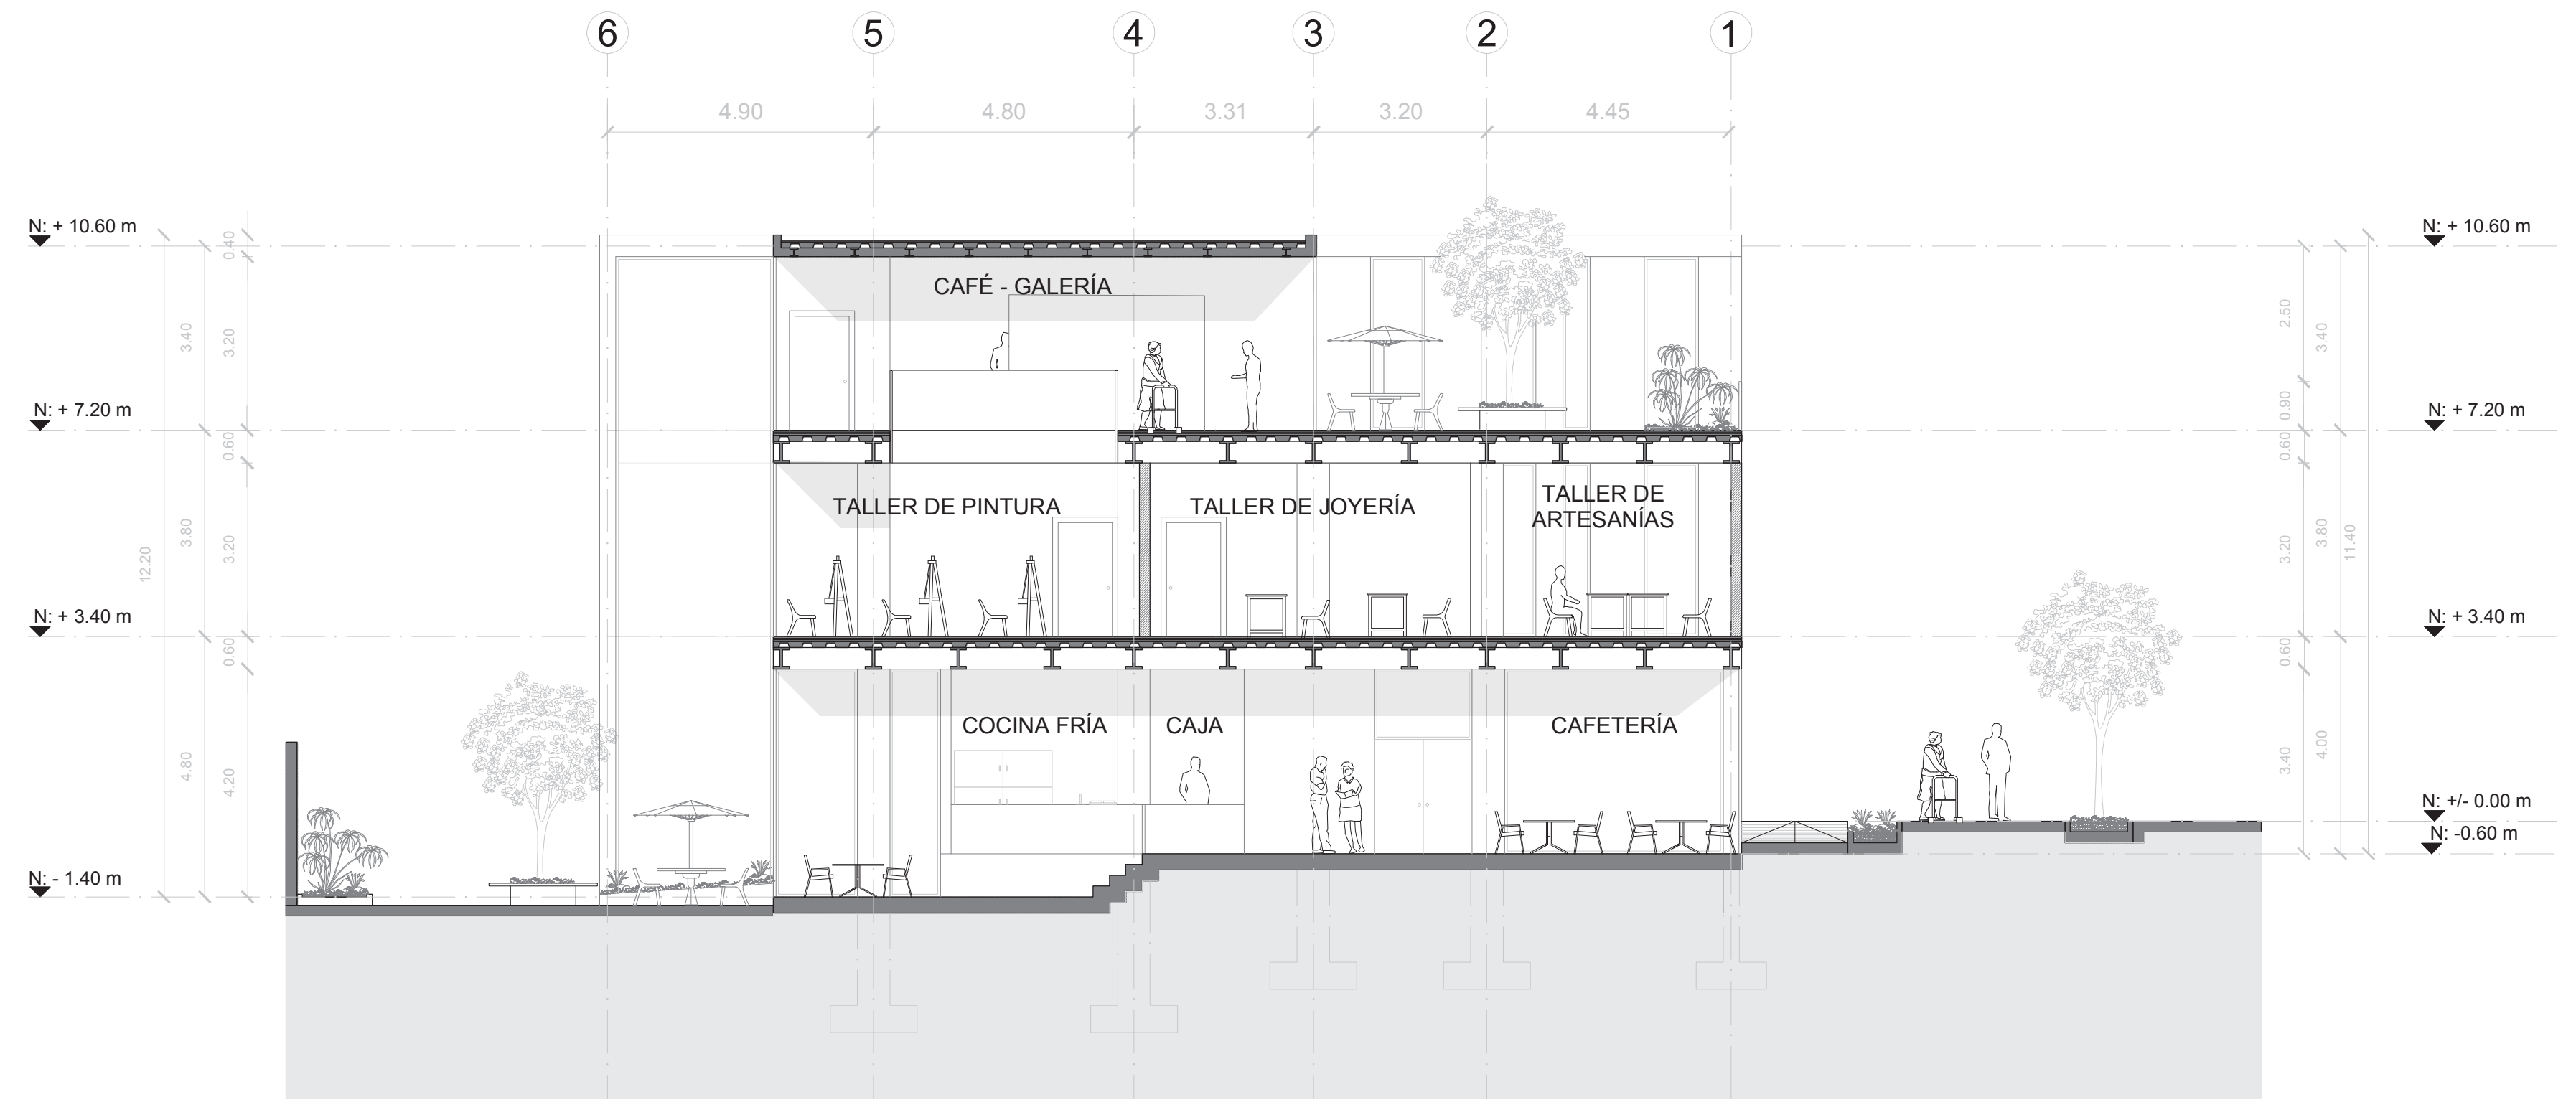 6 5 4 3 2 1
4.90 4.80 3.31 3.20 4.45
N: + 10.60 m
N: + 10.60 m
0.40
CAFÉ - GALERÍA
3.40 3.20
2.50 3.40
0.90
N: + 7.20 m
N: + 7.20 m
0.60
0.60
TALLER DE PINTURA
TALLER DE JOYERÍA
TALLER DE
ARTESANÍAS
12.20 3.80 3.20
3.20 3.80 11.40
N: + 3.40 m
N: + 3.40 m
0.60
0.60
COCINA FRÍA
CAJA
CAFETERÍA
4.80 4.20
3.40 4.00
N: +/- 0.00 m
N: -0.60 m
N: - 1.40 m